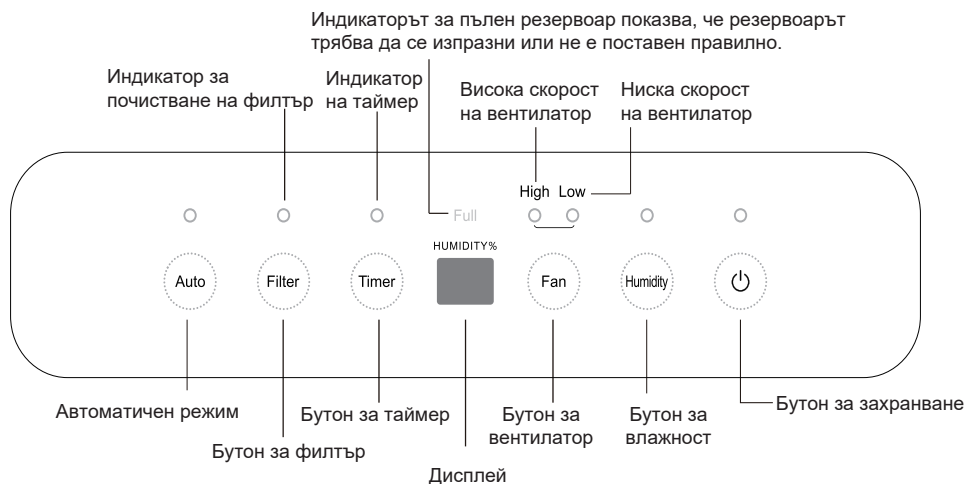 Индикаторът за пълен резервоар показва, че резервоарът
трябва да се изпразни или не е поставен правилно.
Индикатор за
почистване на филтър
Индикатор
на таймер
Висока скорост
на вентилатор
Ниска скорост
на вентилатор
High Low
Full
HUMIDITY%
Auto
Filter
Timer
Fan
Humidity
Автоматичен режим
Бутон за филтър
Бутон за таймер
Дисплей
Бутон за
вентилатор
Бутон за
влажност
Бутон за захранване